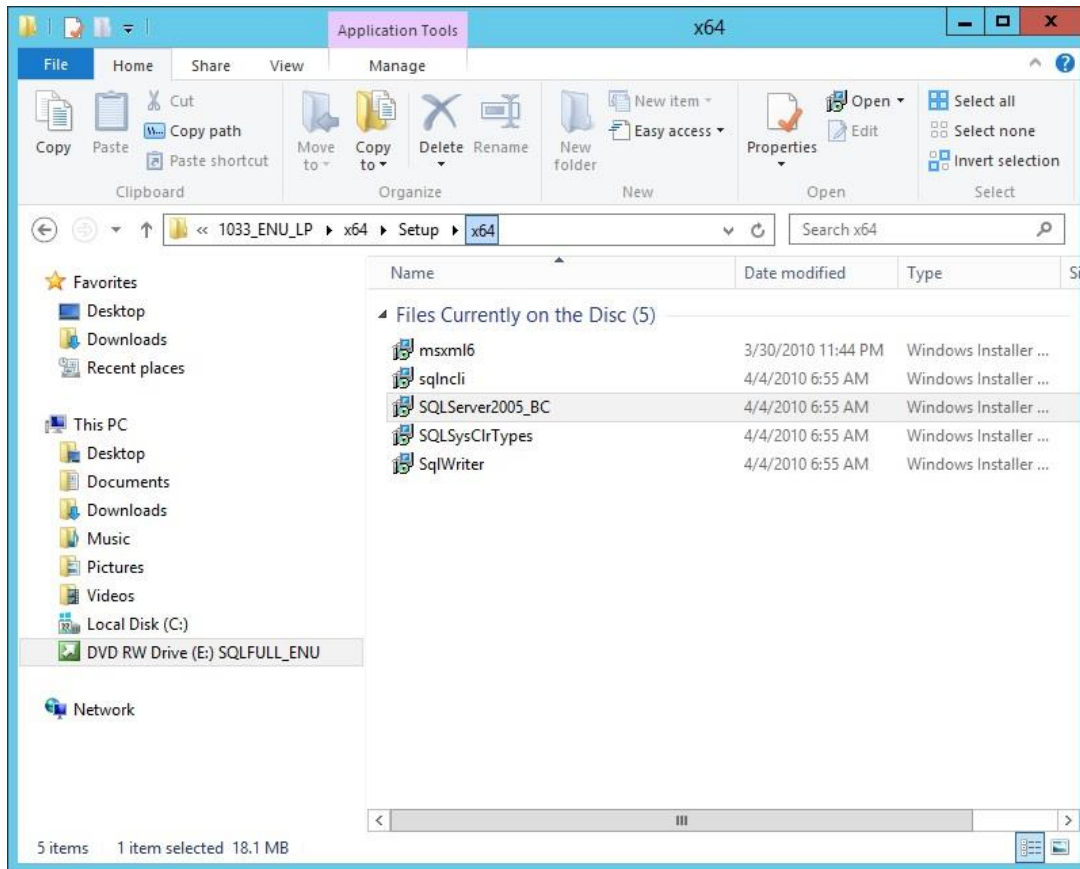 Application Tools
x64
File Home Share View Manage
Copy
Paste
Cut
Copy path
Paste shortcut
Clipboard
Move to
Copy to
Delete
Rename
Organize
New folder
New item
Easy access
New
Properties
Open
Edit
Open
Select all
Select none
Invert selection
Select
« 1033_ENU_LP x64 Setup x64
Search x64
Favorites
Desktop
Downloads
Recent places
This PC
Desktop
Documents
Downloads
Music
Pictures
Videos
Local Disk (C:)
DVD RW Drive (E:) SQLFULL_ENU
Network
Name Date modified Type Si
Files Currently on the Disc (5)
msxml6 3/30/2010 11:44 PM Windows Installer ...
sqlncli 4/4/2010 6:55 AM Windows Installer ...
SQLServer2005_BC 4/4/2010 6:55 AM Windows Installer ...
SQLSysClrTypes 4/4/2010 6:55 AM Windows Installer ...
SqlWriter 4/4/2010 6:55 AM Windows Installer ...
5 items 1 item selected 18.1 MB